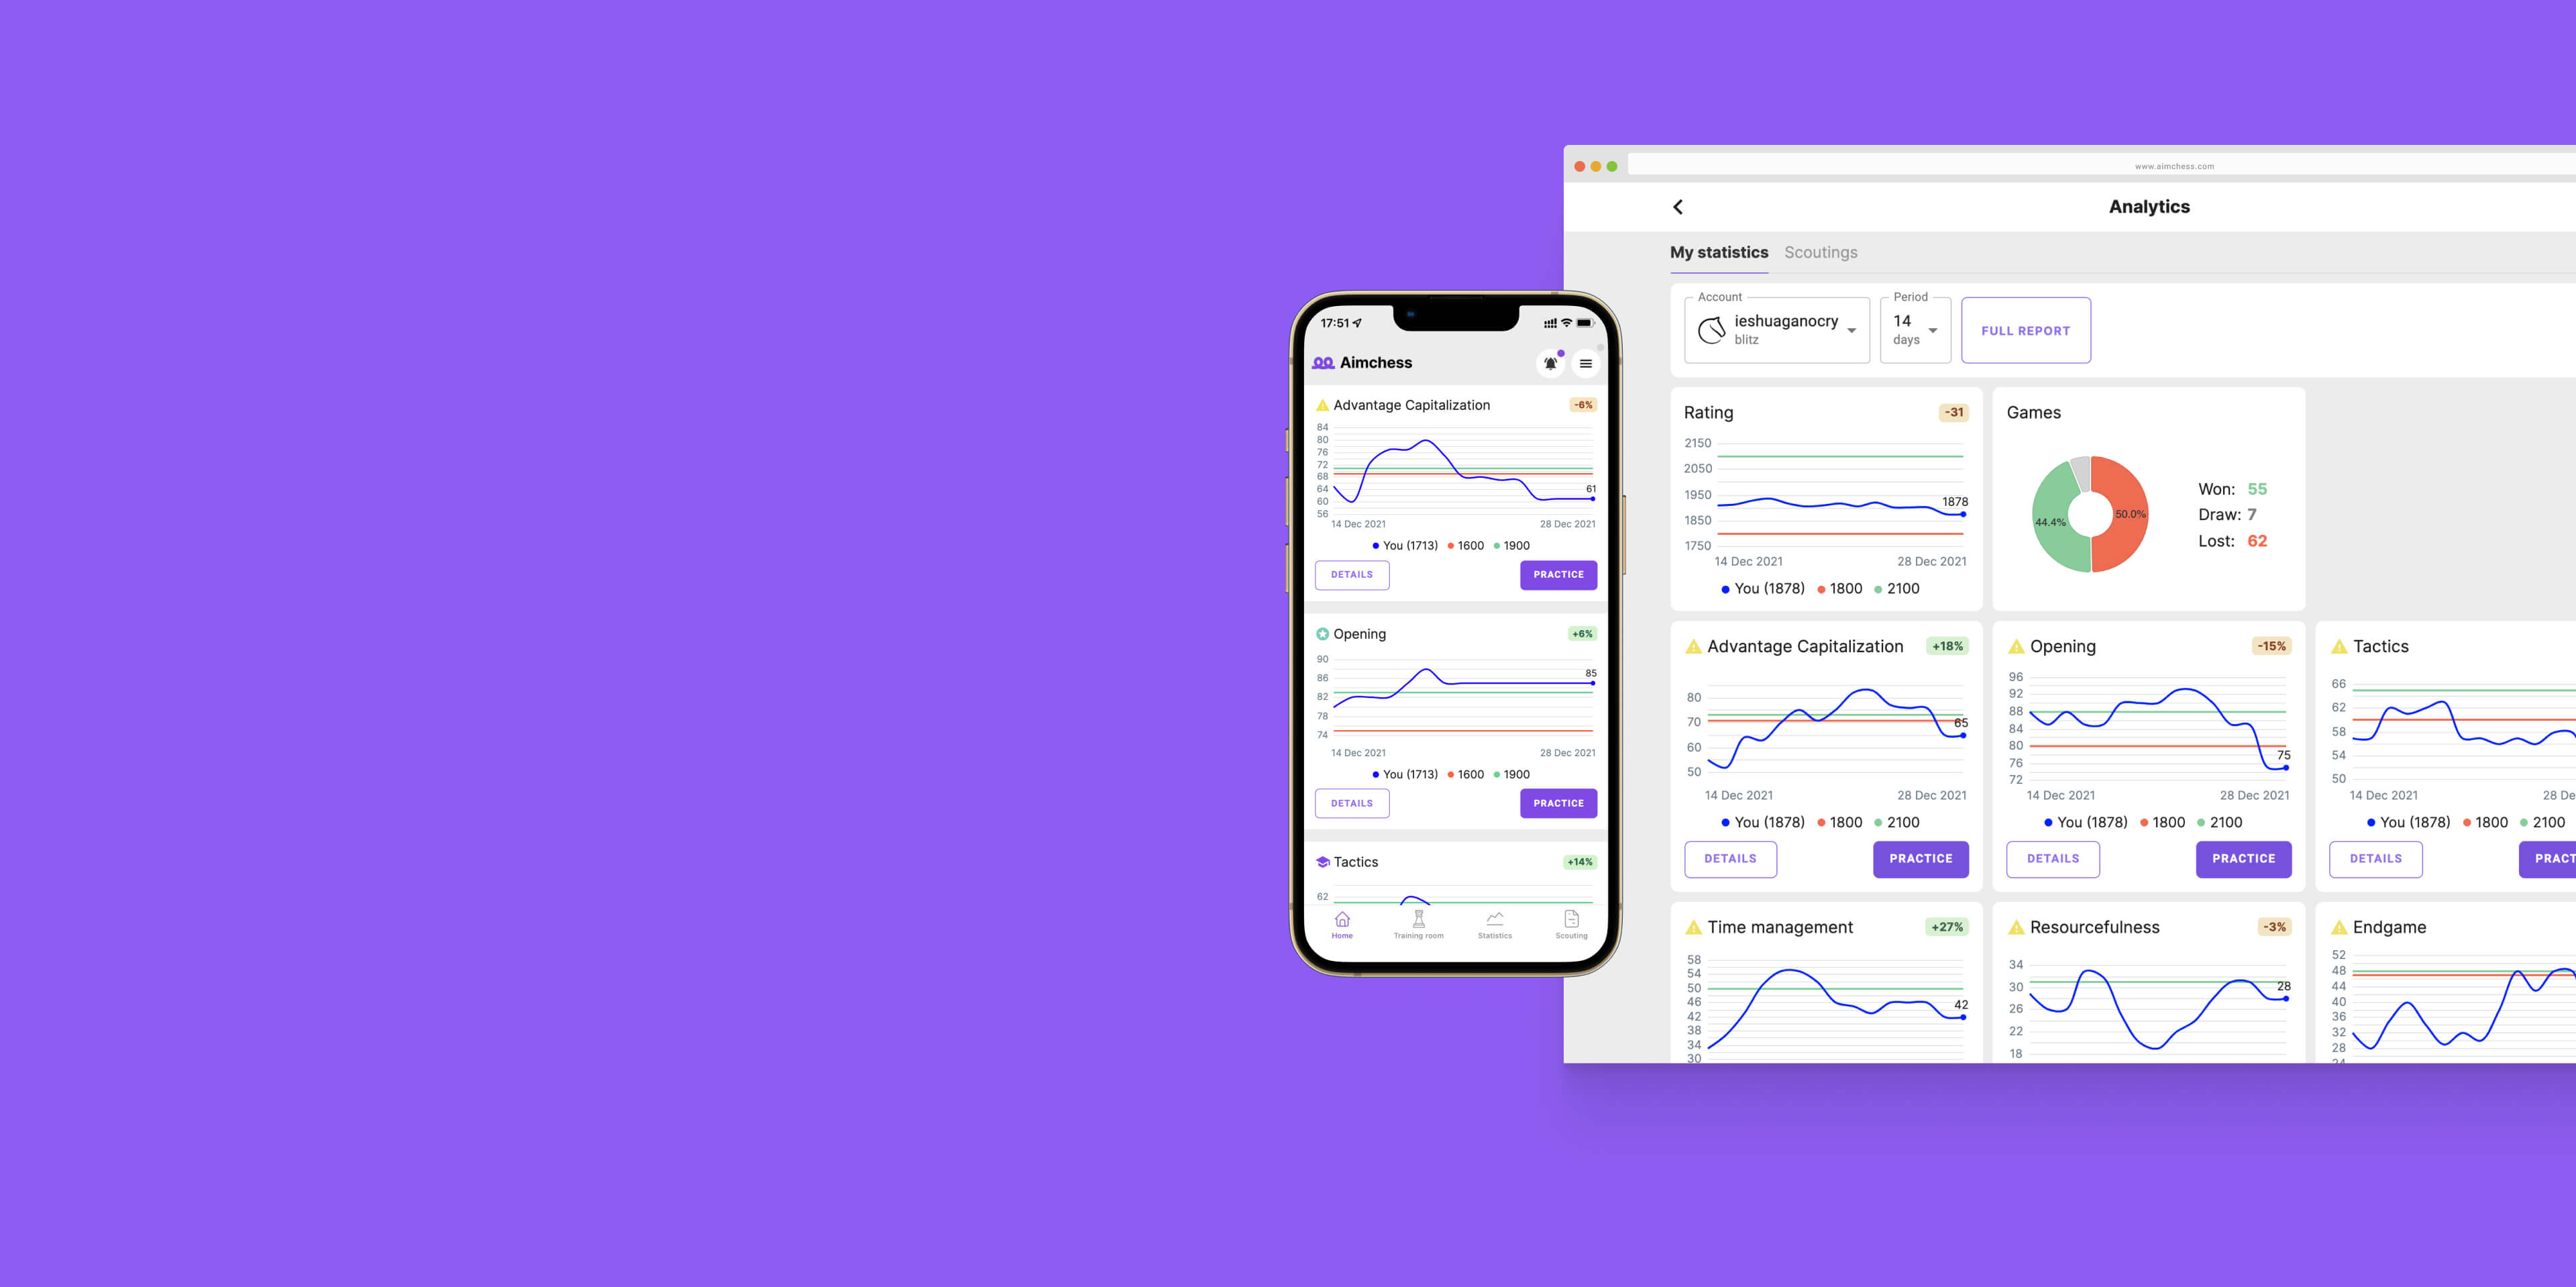 17:51
Aimchess
Advantage Capitalization -6%
84
80
76
72
68
64
60
56
61
14 Dec 2021 28 Dec 2021
You (1713) 1600 1900
DETAILS PRACTICE
Opening +6%
90
86
82
78
74
85
14 Dec 2021 28 Dec 2021
You (1713) 1600 1900
DETAILS PRACTICE
Tactics +14%
62
Home Training room Statistics Scouting
www.aimchess.com
Analytics
My statistics Scoutings
Account
ieshuaganocry
blitz
Period
14
days
FULL REPORT
Rating -31
2150
2050
1950
1850
1750
1878
14 Dec 2021 28 Dec 2021
You (1878) 1800 2100
Games
44.4% 50.0%
Won: 55
Draw: 7
Lost: 62
Advantage Capitalization +18%
80
70
60
50
65
14 Dec 2021 28 Dec 2021
You (1878) 1800 2100
DETAILS PRACTICE
Opening -15%
96
92
88
84
80
76
72
75
14 Dec 2021 28 Dec 2021
You (1878) 1800 2100
DETAILS PRACTICE
Tactics
66
62
58
54
50
14 Dec 2021 28 De
You (1878) 1800 2100
DETAILS PRACT
Time management +27%
58
54
50
46
42
38
34
30
42
Resourcefulness -3%
34
30
26
22
18
28
Endgame
52
48
44
40
36
32
28
24